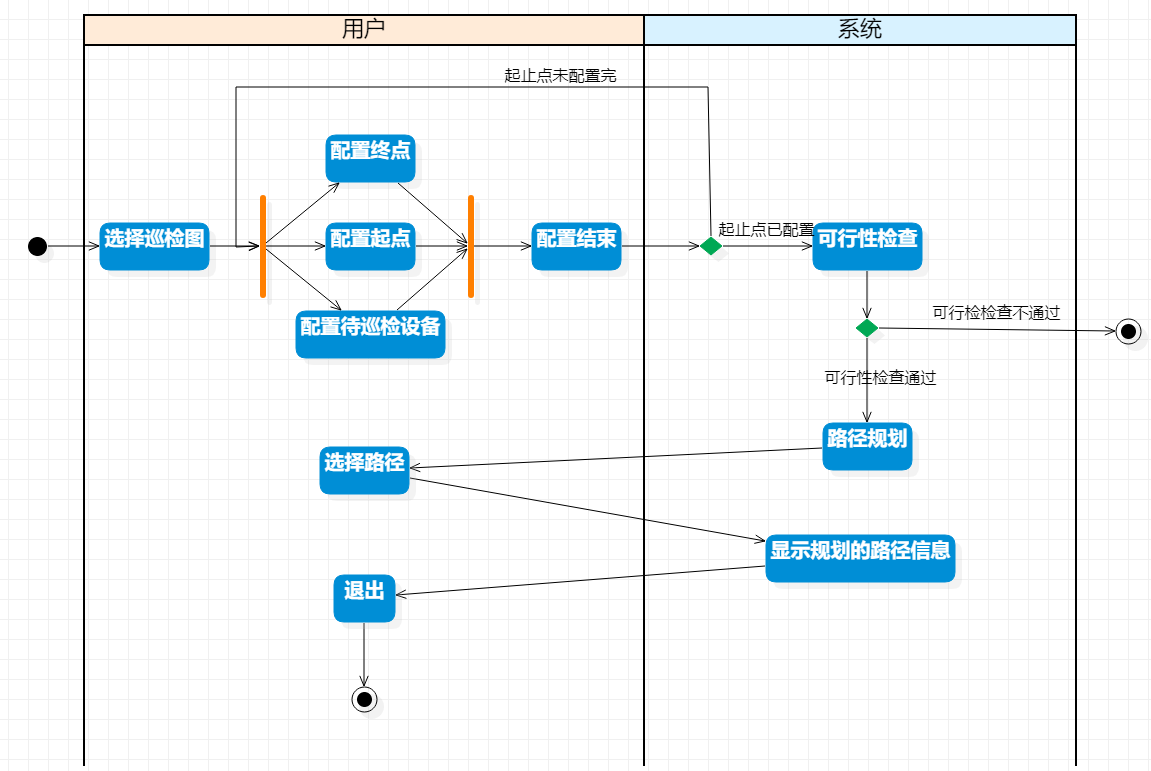 用户
系统
起止点未配置完
配置终点
选择巡检图
配置起点
配置结束
起止点已配置
可行性检查
配置待巡检设备
可行检检查不通过
可行性检查通过
路径规划
选择路径
显示规划的路径信息
退出